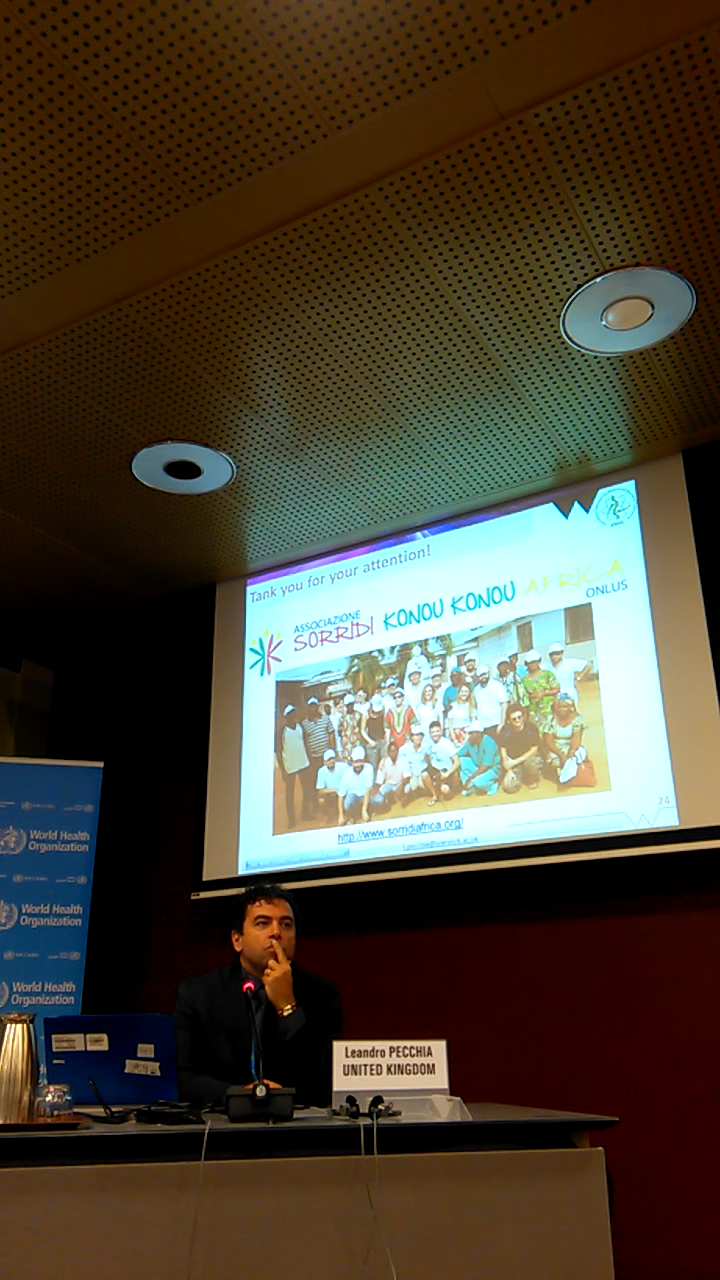 Tank you for your attention!
ASSOCIAZIONE
SORRIDI KONOU KONOU AFRICA
ONLUS
http://www.sorridiafrica.org/
24
World Health
Organization
World Health
Organization
World Health
Organization
Leandro PECCHIA
UNITED KINGDOM